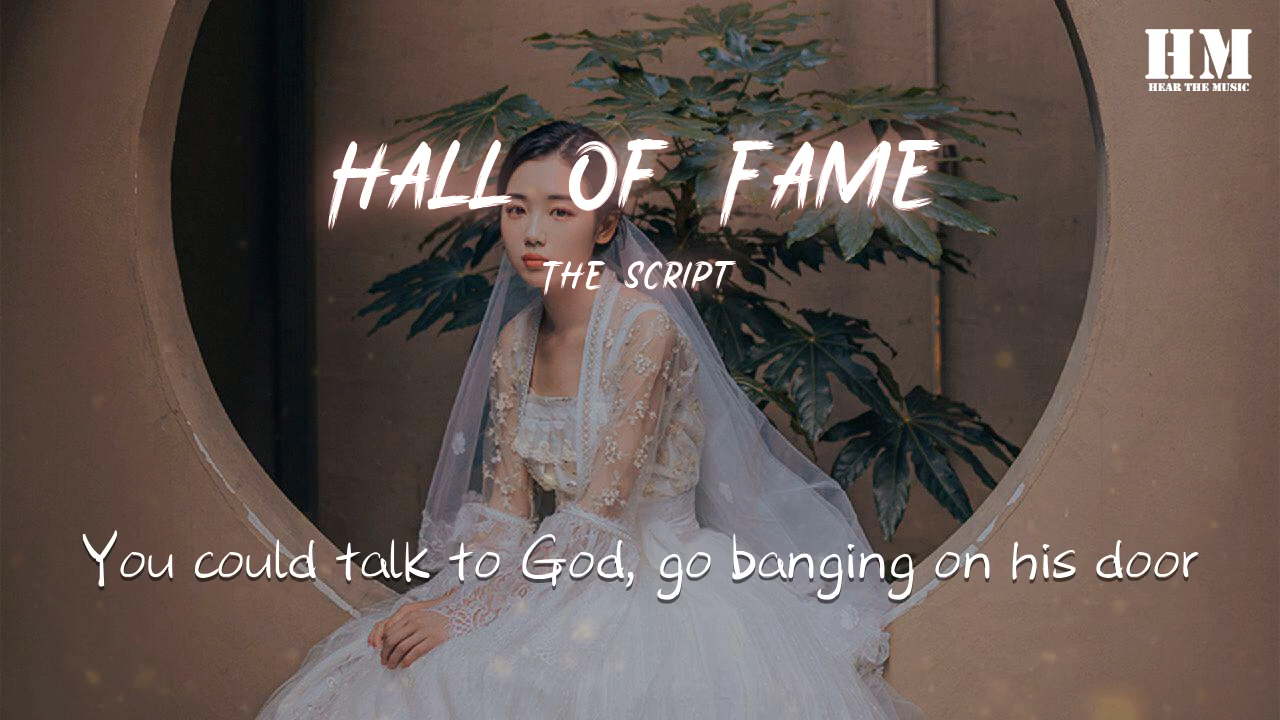 HM
HEAR THE MUSIC
HALL OF FAME
THE SCRIPT
You could talk to God, go banging on his door